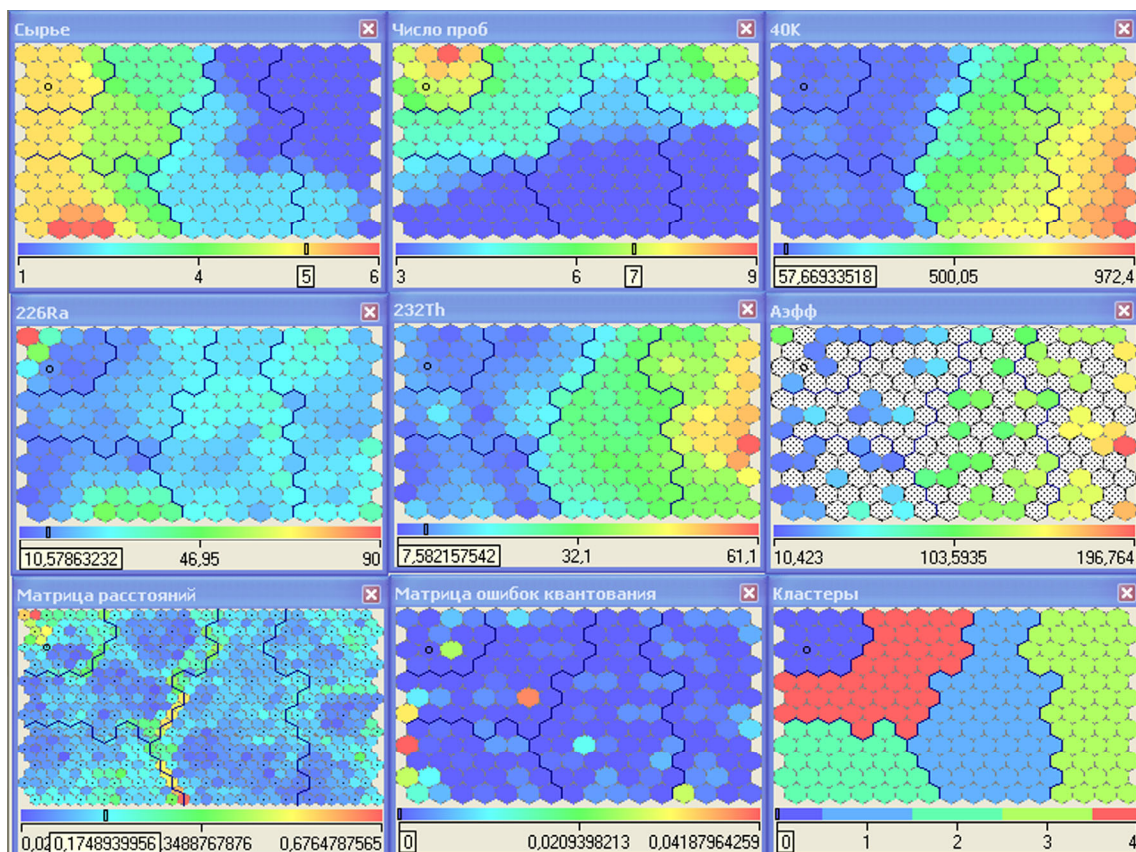 Сырье
Число проб
40K
1 4 5 6
3 6 7 9
57,66933518 500,05 972,4
226Ra
232Th
Аэфф
10,57863232 46,95 90
7,582157542 32,1 61,1
10,423 103,5935 196,764
Матрица расстояний
Матрица ошибок квантования
Кластеры
0,1748939956 3488767876 0,6764787565
0 0,0209398213 0,04187964259
0 1 2 3 4